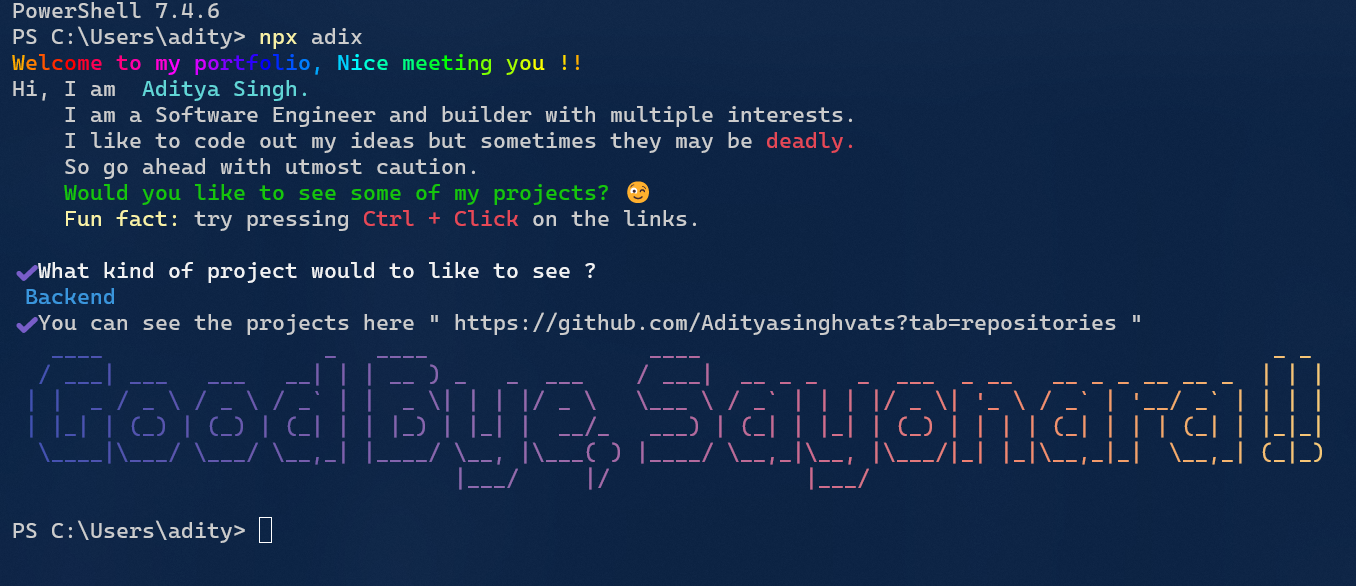 PowerShell 7.4.6
PS C:\Users\adity> npx adix
Welcome to my portfolio, Nice meeting you !!
Hi, I am  Aditya Singh.
I am a Software Engineer and builder with multiple interests.
I like to code out my ideas but sometimes they may be deadly.
So go ahead with utmost caution.
Would you like to see some of my projects? 😉
Fun fact: try pressing Ctrl + Click on the links.
✔What kind of project would to like to see ?
Backend
✔You can see the projects here " https://github.com/Adityasinghvats?tab=repositories "
GoodBye, Sayonara!!
PS C:\Users\adity>